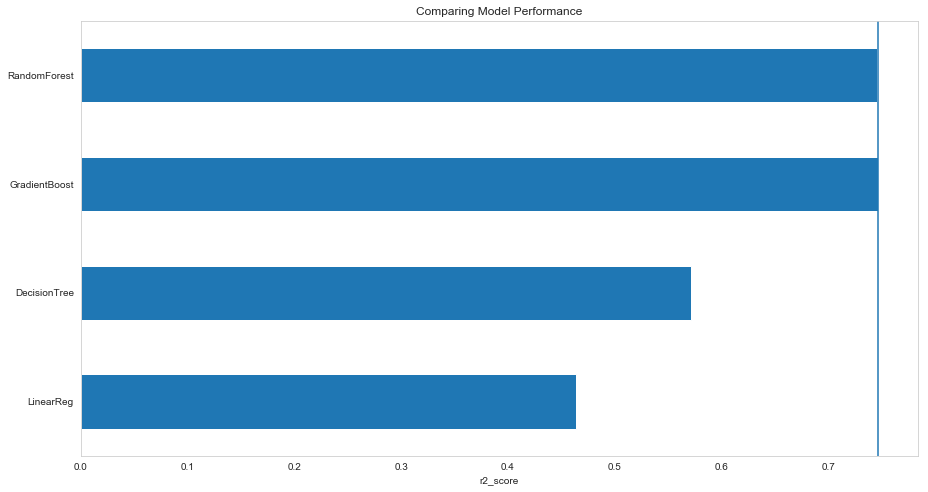 Comparing Model Performance
RandomForest
GradientBoost
DecisionTree
LinearReg
0.0 0.1 0.2 0.3 0.4 0.5 0.6 0.7
r2_score